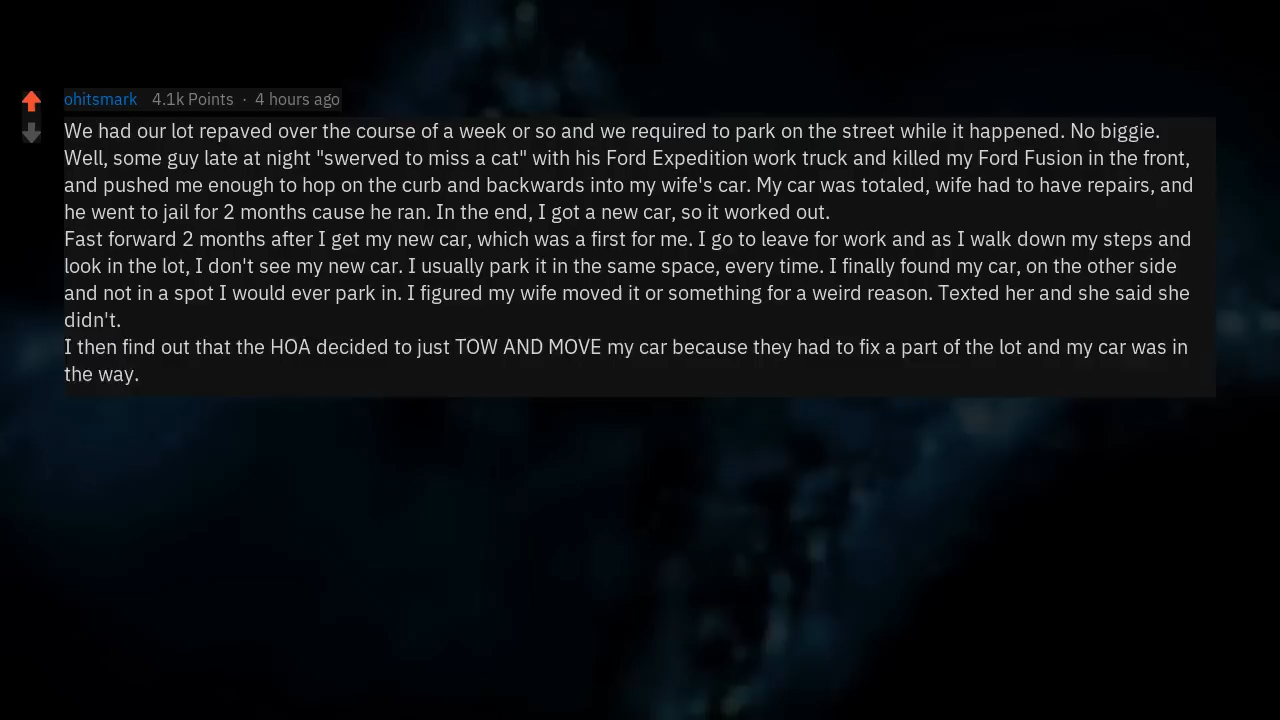 ohitsmark 4.1k Points · 4 hours ago
We had our lot repaved over the course of a week or so and we required to park on the street while it happened. No biggie.
Well, some guy late at night "swerved to miss a cat" with his Ford Expedition work truck and killed my Ford Fusion in the front,
and pushed me enough to hop on the curb and backwards into my wife's car. My car was totaled, wife had to have repairs, and
he went to jail for 2 months cause he ran. In the end, I got a new car, so it worked out.
Fast forward 2 months after I get my new car, which was a first for me. I go to leave for work and as I walk down my steps and
look in the lot, I don't see my new car. I usually park it in the same space, every time. I finally found my car, on the other side
and not in a spot I would ever park in. I figured my wife moved it or something for a weird reason. Texted her and she said she
didn't.
I then find out that the HOA decided to just TOW AND MOVE my car because they had to fix a part of the lot and my car was in
the way.